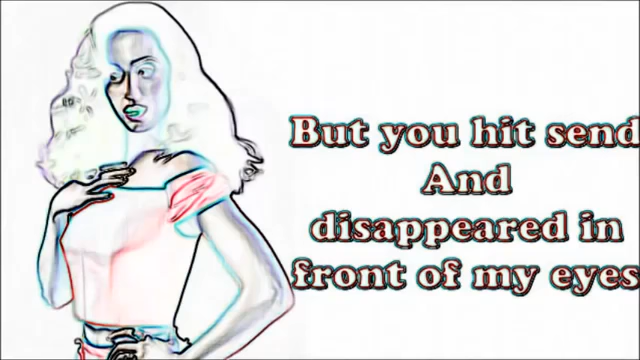 But you hit send
And
disappeared in
front of my eyes